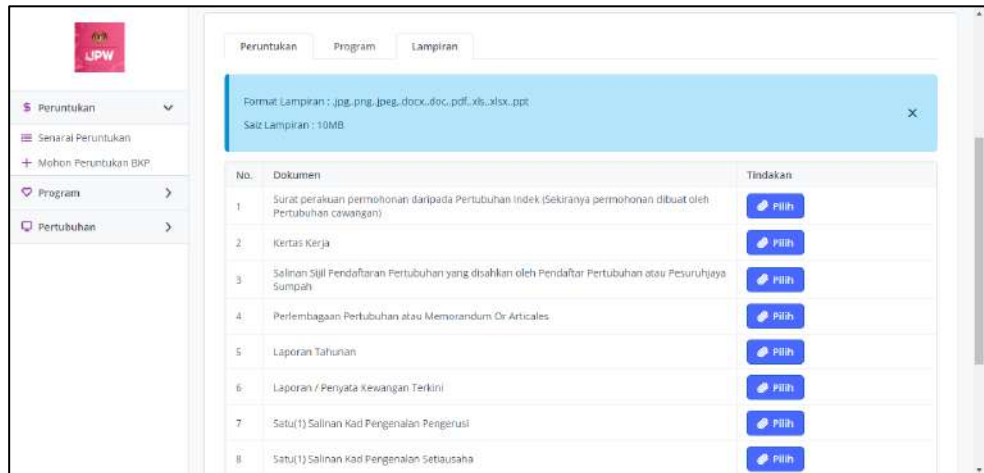 JPW
Peruntukan Program Lampiran
Format Lampiran : .jpg,.png,.jpeg,.docx,.doc,.pdf,.xls,.xlsx,.ppt
Saiz Lampiran : 10MB
$ Peruntukan
Senarai Peruntukan
+ Mohon Peruntukan BKP
Program
Pertubuhan
No. Dokumen Tindakan
1 Surat perakuan permohonan daripada Pertubuhan Indek (Sekiranya permohonan dibuat oleh
Pertubuhan cawangan) Pilih
2 Kertas Kerja Pilih
3 Salinan Sijil Pendaftaran Pertubuhan yang disahkan oleh Pendaftar Pertubuhan atau Pesuruhjaya
Sumpah Pilih
4 Perlembagaan Pertubuhan atau Memorandum Or Articales Pilih
5 Laporan Tahunan Pilih
6 Laporan / Penyata Kewangan Terkini Pilih
7 Satu(1) Salinan Kad Pengenalan Pengerusi Pilih
8 Satu(1) Salinan Kad Pengenalan Setiausaha Pilih